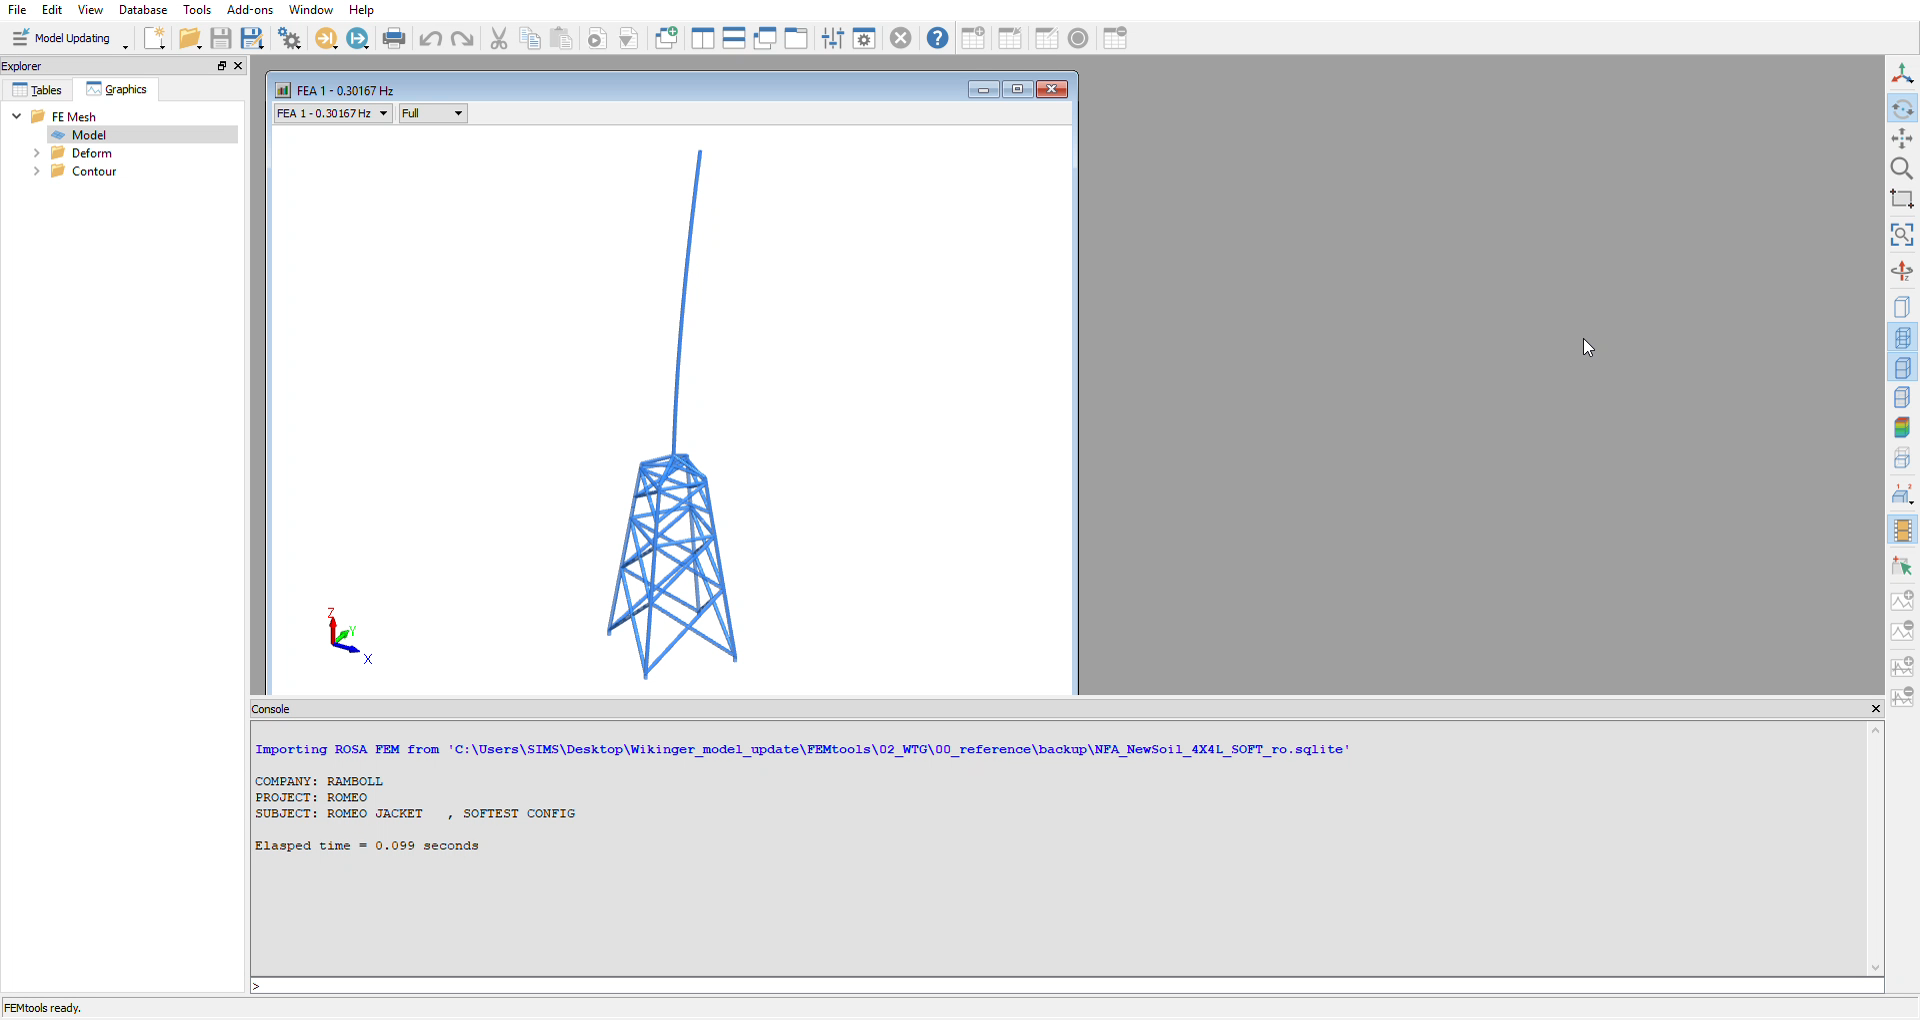 File Edit View Database Tools Add-ons Window Help
Model Updating
Explorer
Tables Graphics
FE Mesh
Model
Deform
Contour
FEA 1 - 0.30167 Hz
FEA 1 - 0.30167 Hz Full
Z
Y
X
1 2
Z
Console
Importing ROSA FEM from 'C:\Users\SIMS\Desktop\Wikinger_model_update\FEMtools\02_WTG\00_reference\backup\NFA_NewSoil_4X4L_SOFT_ro.sqlite'
COMPANY: RAMBOLL
PROJECT: ROMEO
SUBJECT: ROMEO JACKET , SOFTEST CONFIG
Elasped time = 0.099 seconds
>
FEMtools ready.